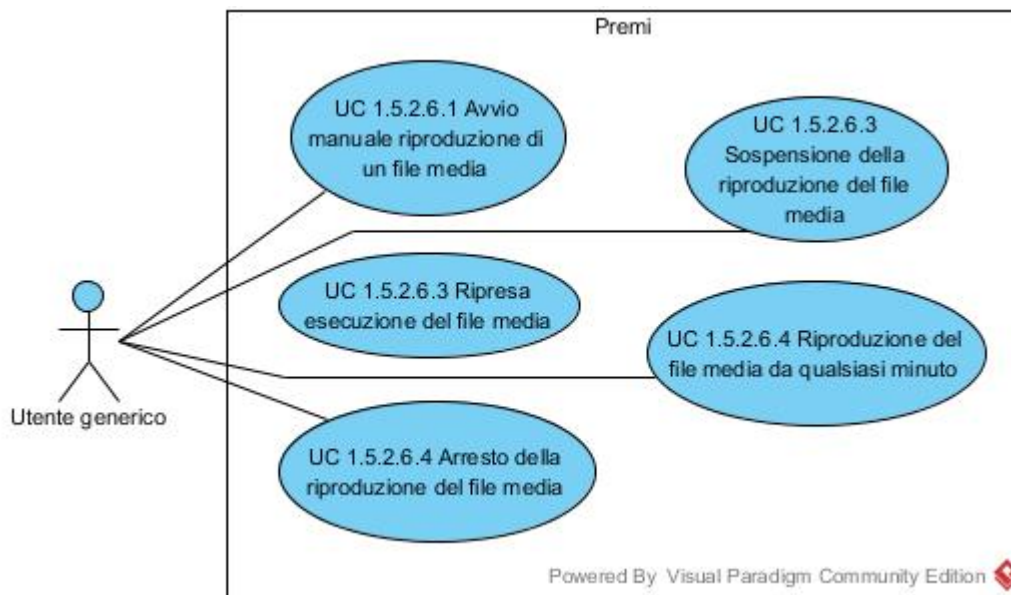 Premi
UC 1.5.2.6.1 Avvio
manuale riproduzione di
un file media
UC 1.5.2.6.3
Sospensione della
riproduzione del file
media
UC 1.5.2.6.3 Ripresa
esecuzione del file media
UC 1.5.2.6.4 Riproduzione del
file media da qualsiasi minuto
Utente generico
UC 1.5.2.6.4 Arresto della
riproduzione del file media
Powered By Visual Paradigm Community Edition